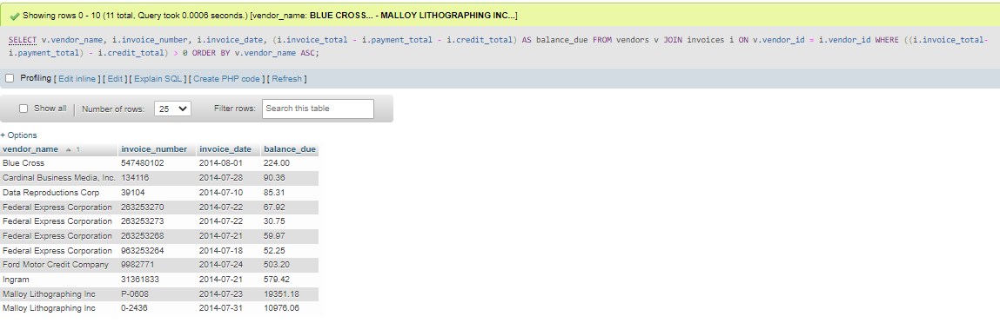 Showing rows 0 - 10 (11 total, Query took 0.0006 seconds.) [vendor_name: BLUE CROSS... - MALLOY LITHOGRAPHING INC...]
SELECT v.vendor_name, i.invoice_number, i.invoice_date, (i.invoice_total - i.payment_total - i.credit_total) AS balance_due FROM vendors v JOIN invoices i ON v.vendor_id = i.vendor_id WHERE ((i.invoice_total-
i.payment_total) - i.credit_total) > 0 ORDER BY v.vendor_name ASC;
Profiling [ Edit inline ] [ Edit ] [ Explain SQL ] [ Create PHP code ] [ Refresh ]
Show all | Number of rows: 25 Filter rows: Search this table
+ Options
vendor_name 1 invoice_number invoice_date balance_due
Blue Cross 547480102 2014-08-01 224.00
Cardinal Business Media, Inc. 134116 2014-07-28 90.36
Data Reproductions Corp 39104 2014-07-10 85.31
Federal Express Corporation 263253270 2014-07-22 67.92
Federal Express Corporation 263253273 2014-07-22 30.75
Federal Express Corporation 263253268 2014-07-21 59.97
Federal Express Corporation 963253264 2014-07-18 52.25
Ford Motor Credit Company 9982771 2014-07-24 503.20
Ingram 31361833 2014-07-21 579.42
Malloy Lithographing Inc P-0608 2014-07-23 19351.18
Malloy Lithographing Inc 0-2436 2014-07-31 10976.06